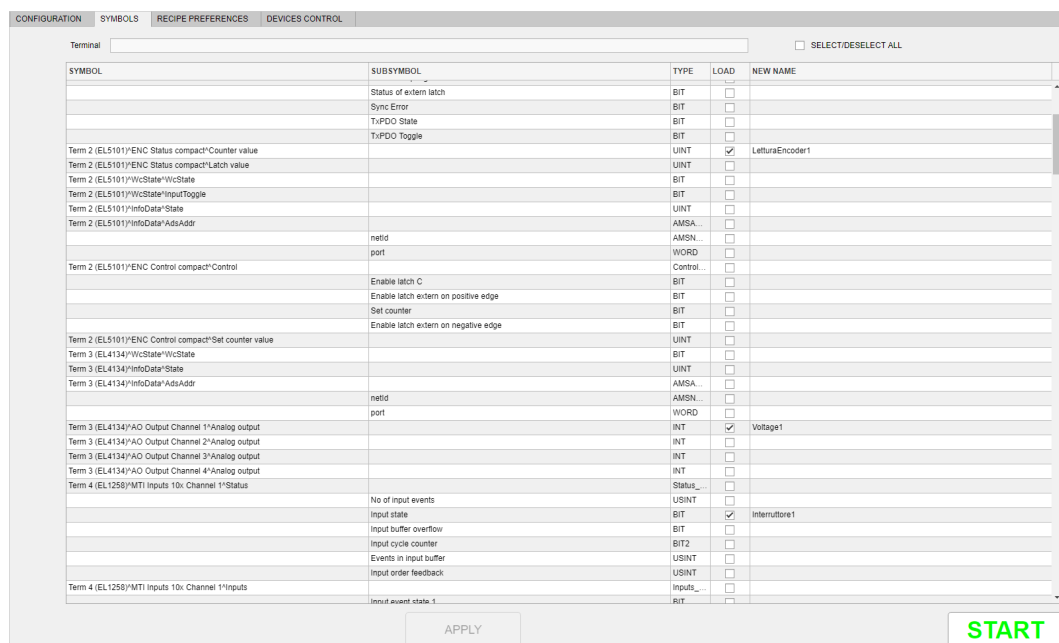 CONFIGURATION SYMBOLS RECIPE PREFERENCES DEVICES CONTROL
Terminal SELECT/DESELECT ALL
SYMBOL SUBSYMBOL TYPE LOAD NEW NAME
Status of extern latch BIT
Sync Error BIT
TxPDO State BIT
TxPDO Toggle BIT
Term 2 (EL5101)^ENC Status compact^Counter value UINT LetturaEncoder1
Term 2 (EL5101)^ENC Status compact^Latch value UINT
Term 2 (EL5101)^WcState^WcState BIT
Term 2 (EL5101)^WcState^InputToggle BIT
Term 2 (EL5101)^InfoData^State UINT
Term 2 (EL5101)^InfoData^AdsAddr AMSA...
netId AMSN...
port WORD
Term 2 (EL5101)^ENC Control compact^Control Control...
Enable latch C BIT
Enable latch extern on positive edge BIT
Set counter BIT
Enable latch extern on negative edge BIT
Term 2 (EL5101)^ENC Control compact^Set counter value UINT
Term 3 (EL4134)^WcState^WcState BIT
Term 3 (EL4134)^InfoData^State UINT
Term 3 (EL4134)^InfoData^AdsAddr AMSA...
netId AMSN...
port WORD
Term 3 (EL4134)^AO Output Channel 1^Analog output INT Voltage1
Term 3 (EL4134)^AO Output Channel 2^Analog output INT
Term 3 (EL4134)^AO Output Channel 3^Analog output INT
Term 3 (EL4134)^AO Output Channel 4^Analog output INT
Term 4 (EL1258)^MTI Inputs 10x Channel 1^Status Status_...
No of input events USINT
Input state BIT Interruttore1
Input buffer overflow BIT
Input cycle counter BIT2
Events in input buffer USINT
Input order feedback USINT
Term 4 (EL1258)^MTI Inputs 10x Channel 1^Inputs Inputs_...
Input event state 1 BIT
APPLY START